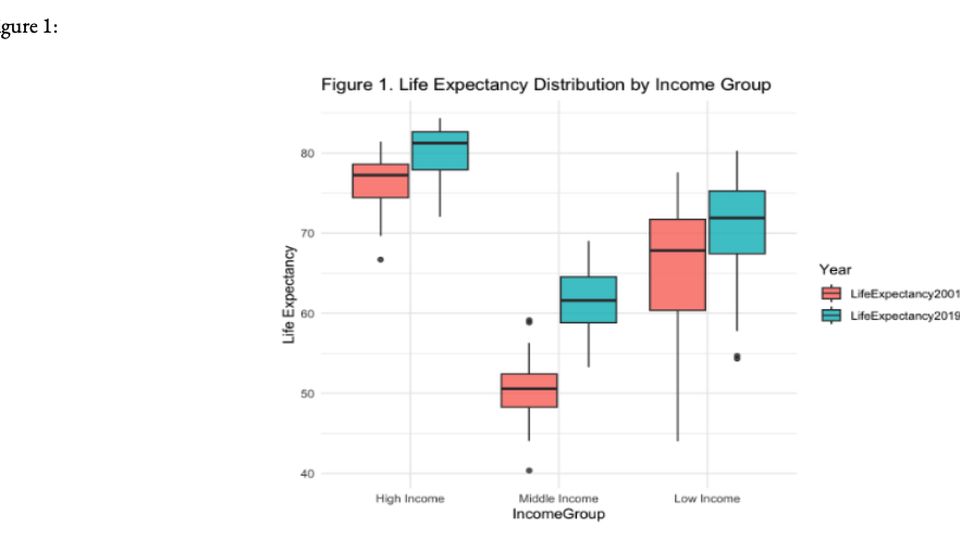 gure 1:
Figure 1. Life Expectancy Distribution by Income Group
80
70
60
50
40
Life Expectancy
High Income
Middle Income
Low Income
IncomeGroup
Year
LifeExpectancy2001
LifeExpectancy2019